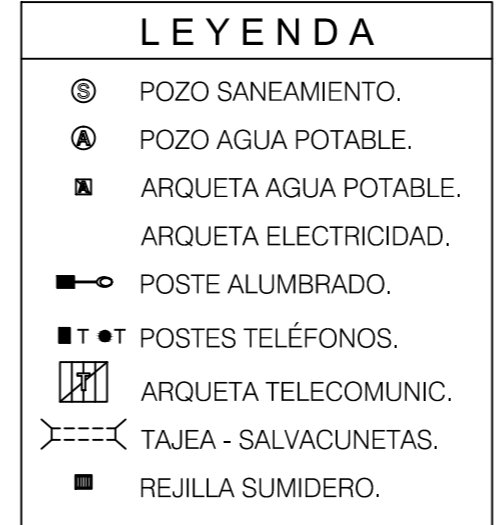 LEYENDA
S POZO SANEAMIENTO.
A POZO AGUA POTABLE.
A ARQUETA AGUA POTABLE.
ARQUETA ELECTRICIDAD.
POSTE ALUMBRADO.
T T POSTES TELÉFONOS.
T ARQUETA TELECOMUNIC.
TAJEA - SALVACUNETAS.
REJILLA SUMIDERO.